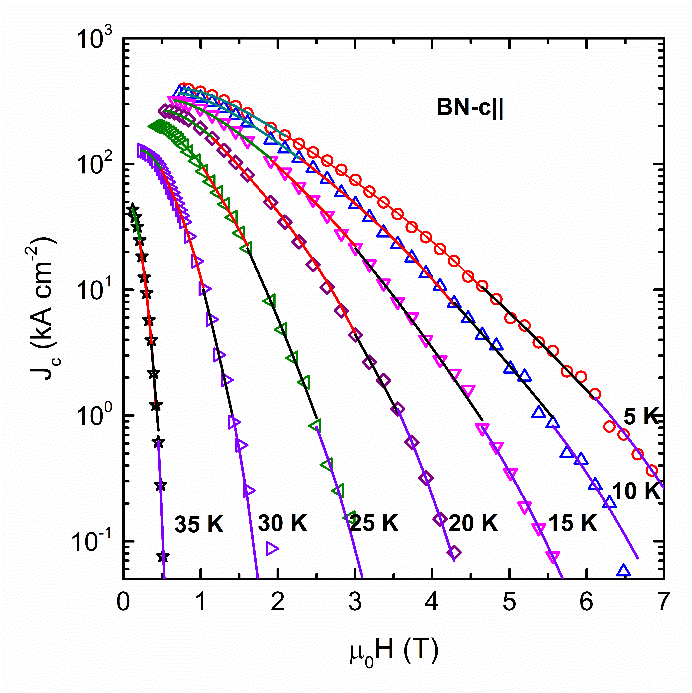 BN-c||
10³
10²
10¹
10⁰
10⁻¹
J_c (kA cm⁻²)
5 K
10 K
35 K
30 K
25 K
20 K
15 K
0
1
2
3
4
5
6
7
μ₀H (T)